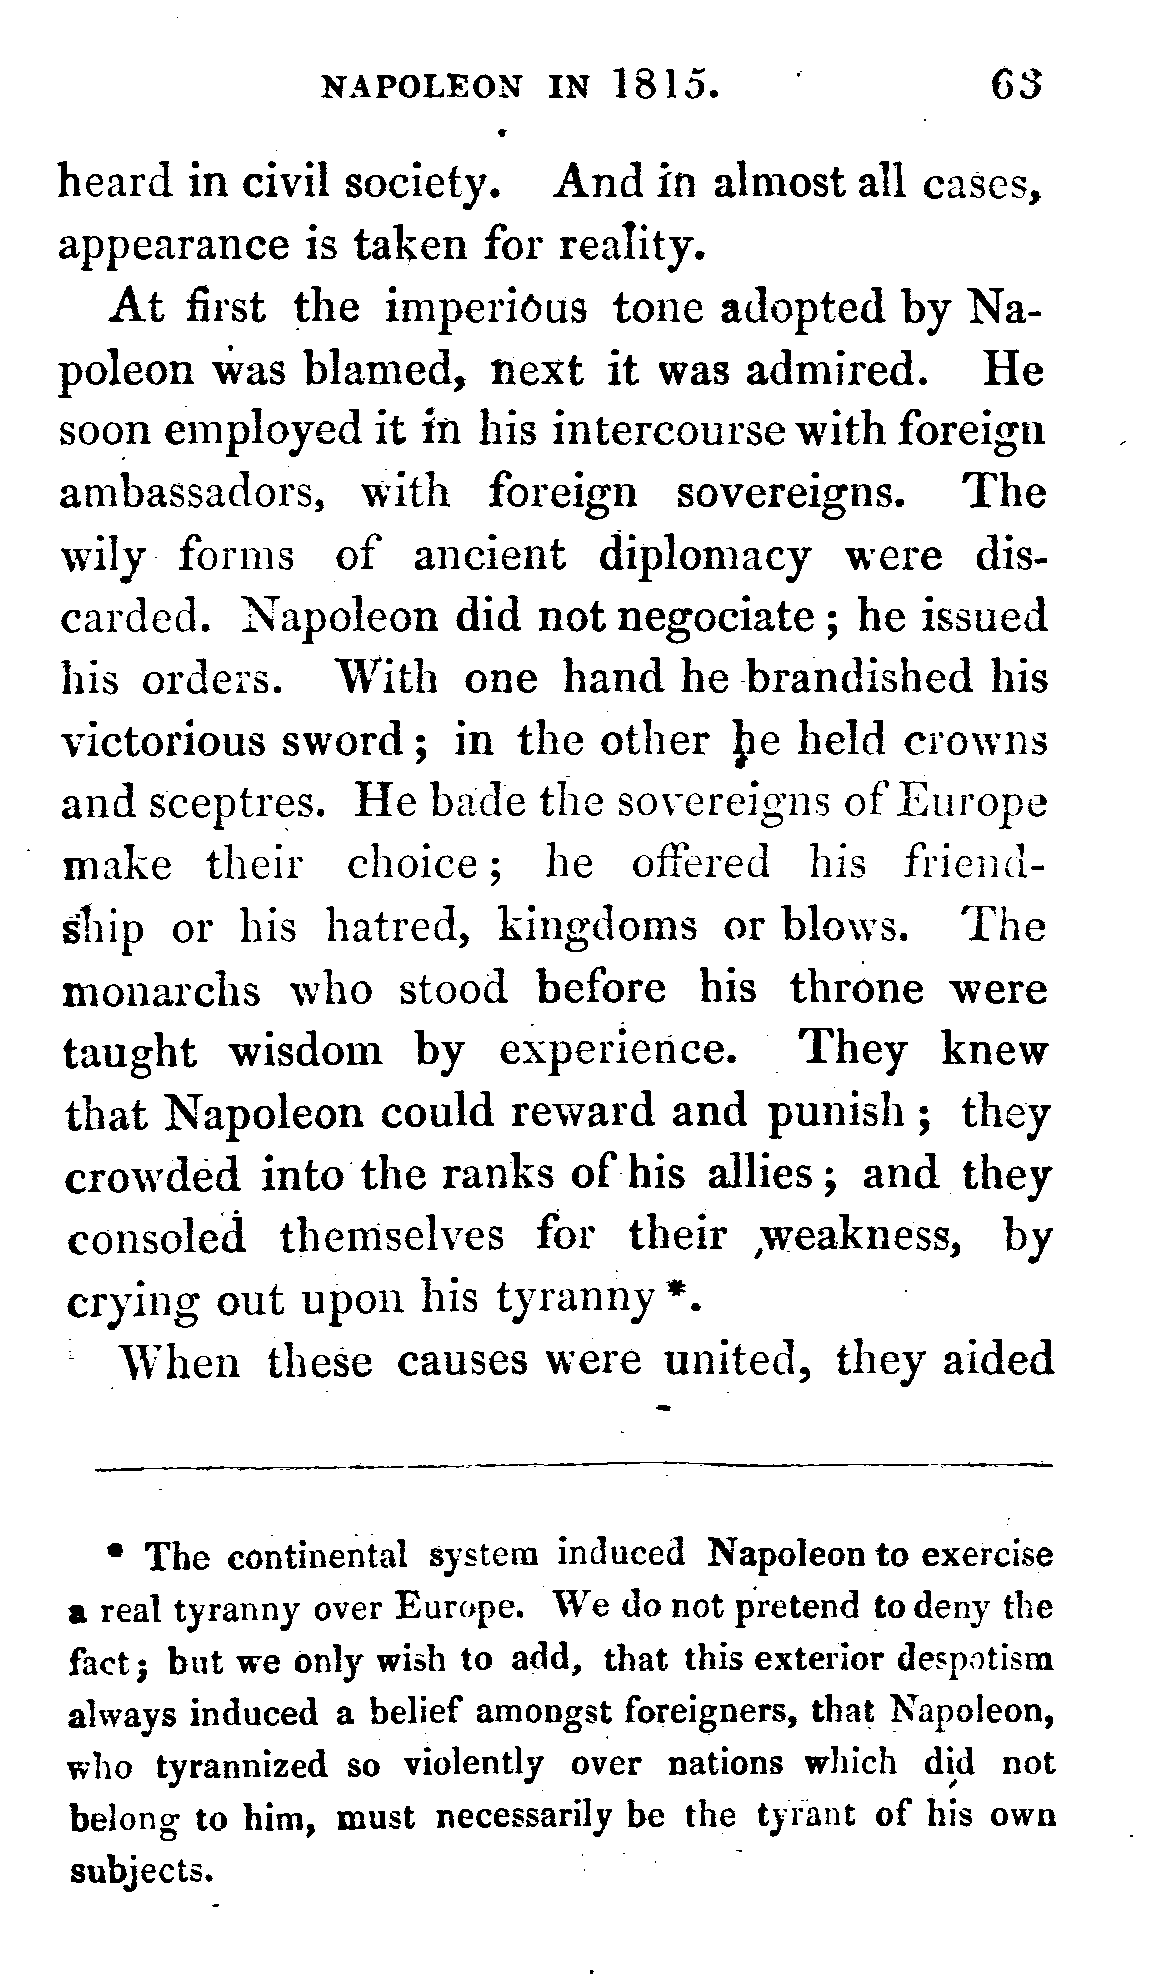 NAPOLEON IN 1815. 63
heard in civil society. And in almost all cases,
appearance is taken for reality.
At first the imperious tone adopted by Na-
poleon was blamed, next it was admired. He
soon employed it in his intercourse with foreign
ambassadors, with foreign sovereigns. The
wily forms of ancient diplomacy were dis-
carded. Napoleon did not negociate; he issued
his orders. With one hand he brandished his
victorious sword; in the other he held crowns
and sceptres. He bade the sovereigns of Europe
make their choice; he offered his friend-
ship or his hatred, kingdoms or blows. The
monarchs who stood before his throne were
taught wisdom by experience. They knew
that Napoleon could reward and punish; they
crowded into the ranks of his allies; and they
consoled themselves for their weakness, by
crying out upon his tyranny *.
When these causes were united, they aided
* The continental system induced Napoleon to exercise
a real tyranny over Europe. We do not pretend to deny the
fact; but we only wish to add, that this exterior despotism
always induced a belief amongst foreigners, that Napoleon,
who tyrannized so violently over nations which did not
belong to him, must necessarily be the tyrant of his own
subjects.